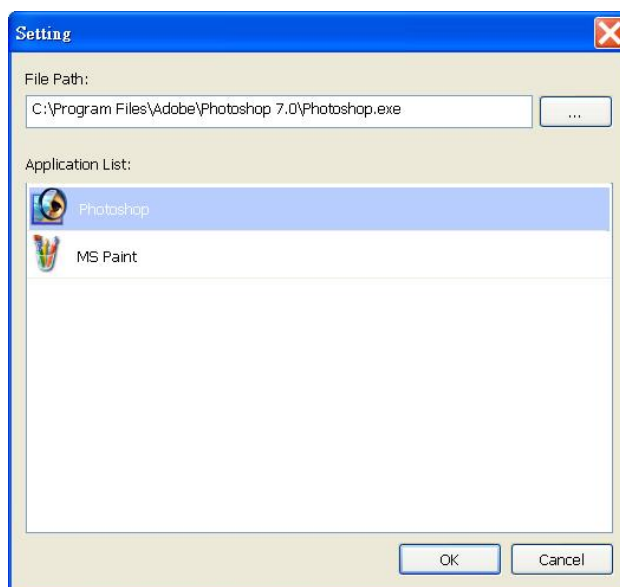 Setting
File Path:
C:\Program Files\Adobe\Photoshop 7.0\Photoshop.exe
...
Application List:
Photoshop
MS Paint
OK
Cancel